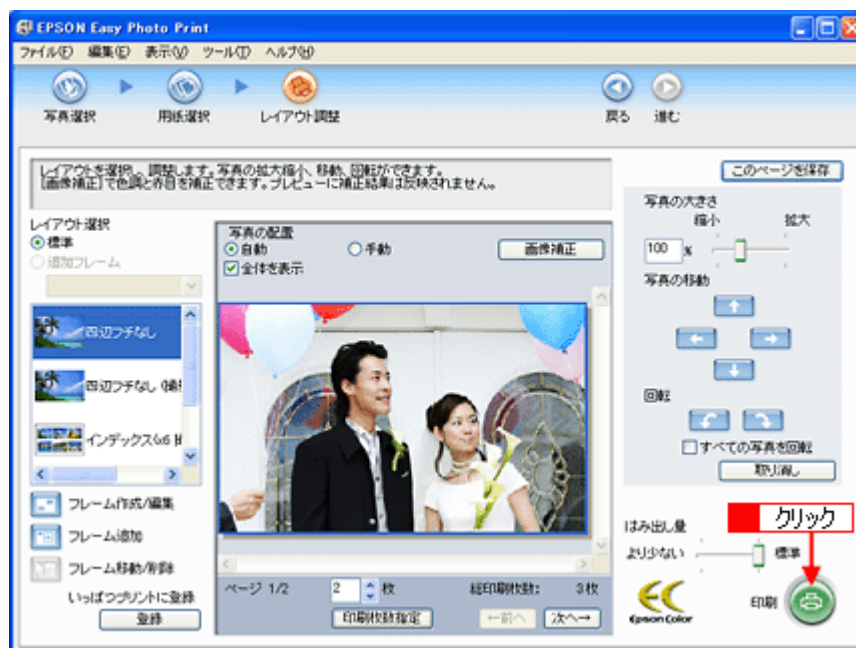 EPSON Easy Photo Print
ファイル(F) 編集(E) 表示(V) ツール(T) ヘルプ(H)
写真選択 用紙選択 レイアウト調整 戻る 進む
レイアウトを選択し、調整します。写真の拡大縮小、移動、回転ができます。
[画像補正]で色調と赤目を補正できます。プレビューに補正結果は反映されません。
このページを保存
レイアウト選択
標準
追加フレーム
四辺フチなし
四辺フチなし
インデックス
フレーム作成/編集
フレーム追加
フレーム移動/削除
いっぱつプリントに登録
登録
写真の配置
自動 手動 画像補正
全体を表示
ページ 1/2 2 枚 総印刷枚数: 3枚
印刷枚数指定 ←前へ 次へ→
写真の大きさ
縮小 拡大
100 %
写真の移動
回転
すべての写真を回転
取り消し
はみ出し量
クリック
より少ない 標準
Epson Color
印刷